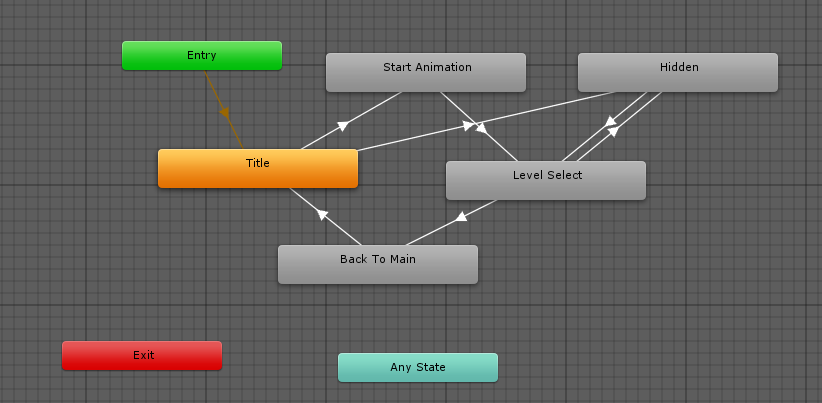 Entry
Start Animation
Hidden
Title
Level Select
Back To Main
Exit
Any State